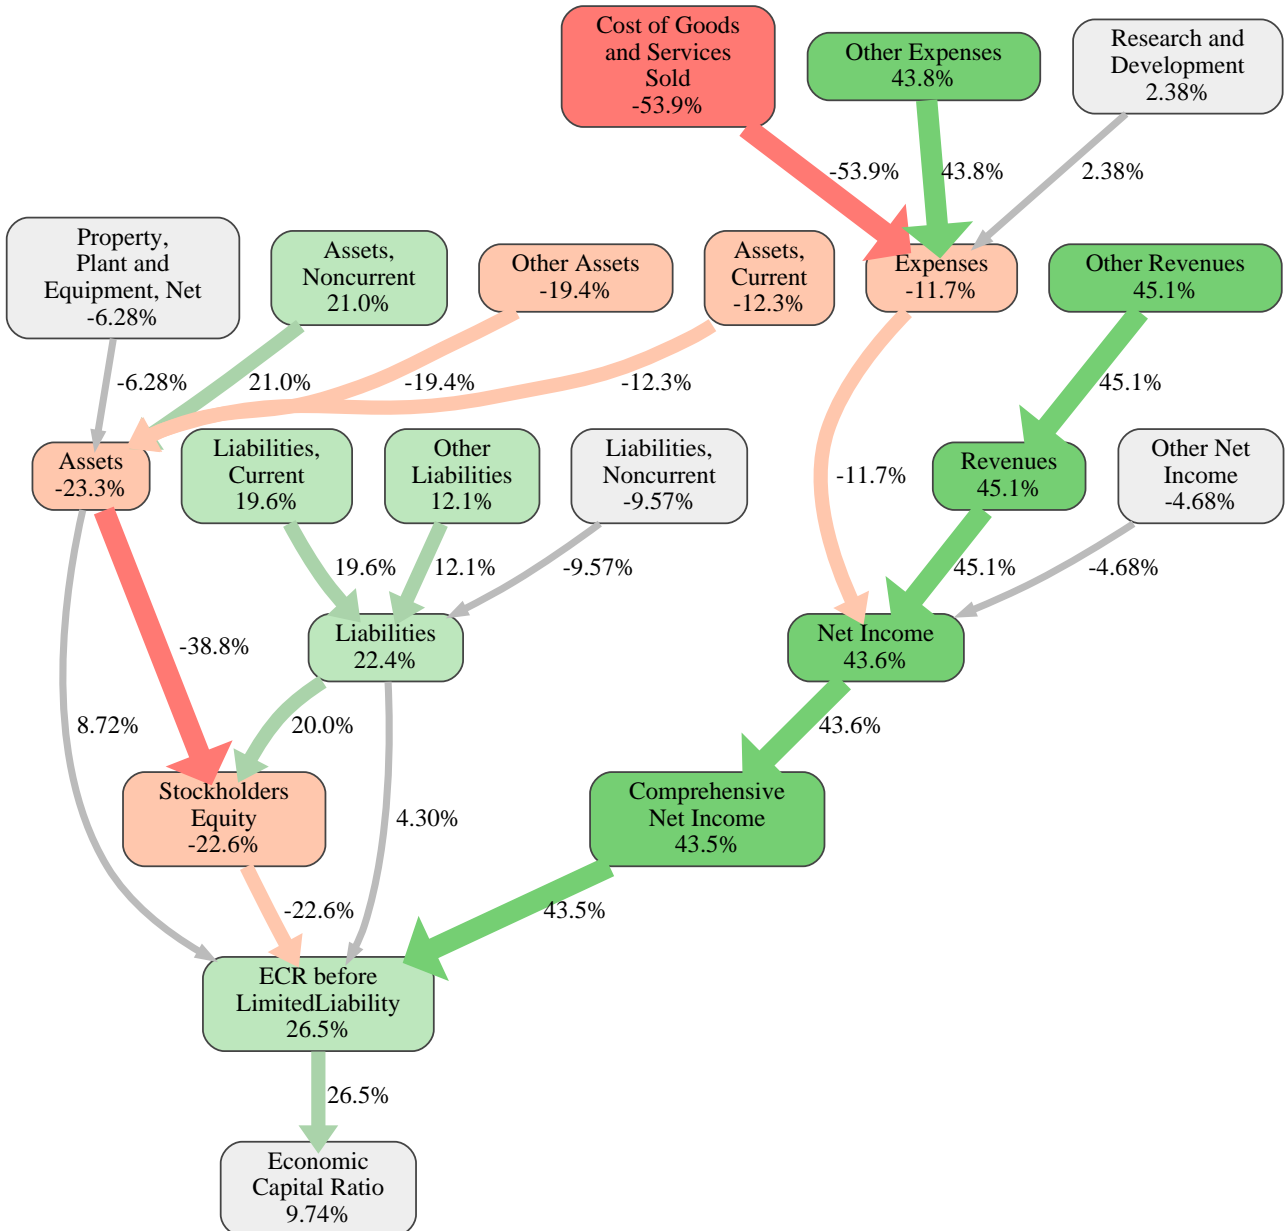 Cost of Goods
and Services
Sold
-53.9%
Other Expenses
43.8%
Research and
Development
2.38%
-53.9%
43.8%
2.38%
Property,
Plant and
Equipment, Net
-6.28%
Assets,
Noncurrent
21.0%
Other Assets
-19.4%
Assets,
Current
-12.3%
Expenses
-11.7%
Other Revenues
45.1%
-6.28%
21.0%
-19.4%
-12.3%
45.1%
Assets
-23.3%
Liabilities,
Current
19.6%
Other
Liabilities
12.1%
Liabilities,
Noncurrent
-9.57%
-11.7%
Revenues
45.1%
Other Net
Income
-4.68%
19.6%
12.1%
-9.57%
45.1%
-4.68%
-38.8%
Liabilities
22.4%
Net Income
43.6%
8.72%
20.0%
43.6%
Stockholders
Equity
-22.6%
4.30%
Comprehensive
Net Income
43.5%
-22.6%
43.5%
ECR before
LimitedLiability
26.5%
26.5%
Economic
Capital Ratio
9.74%